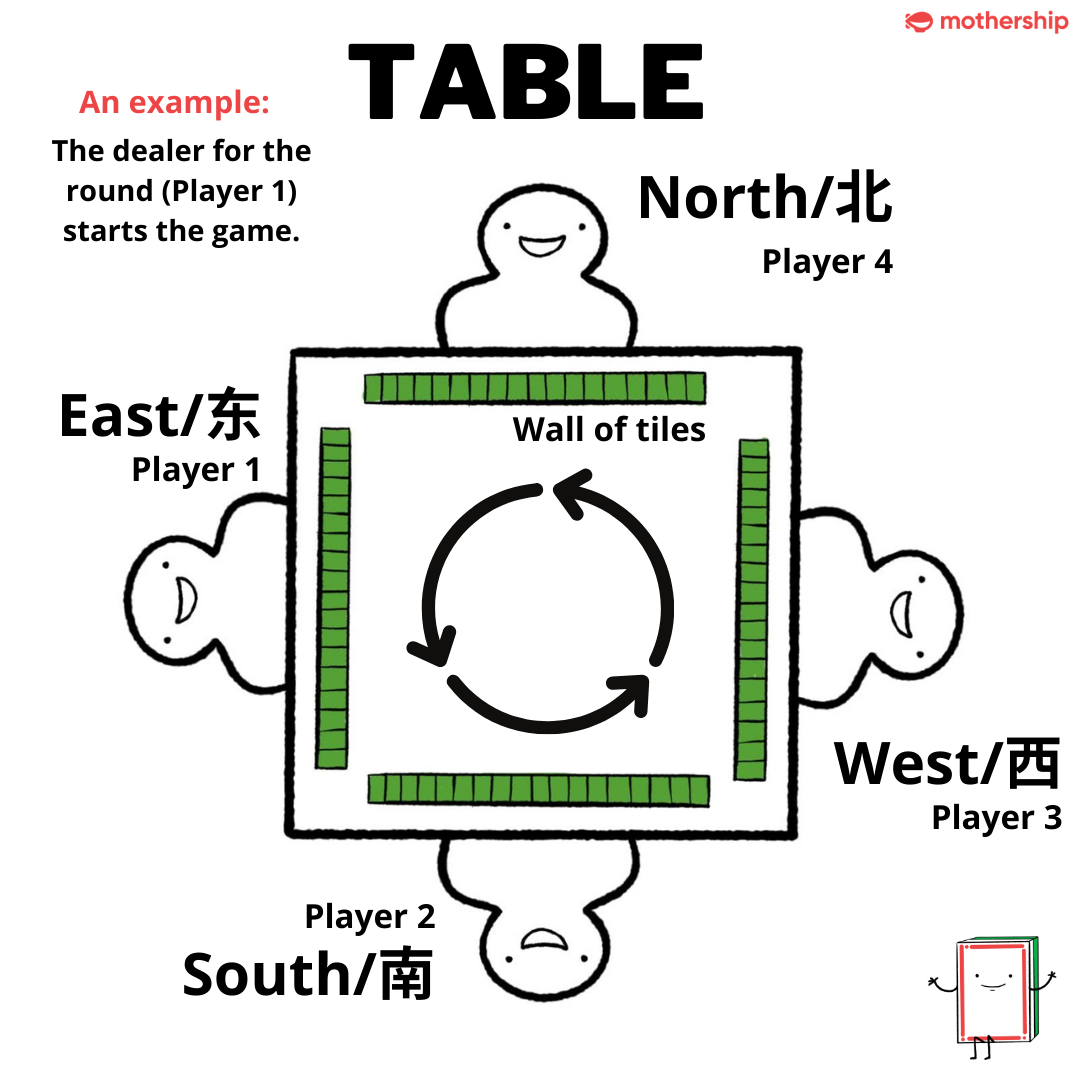 mothership
TABLE
An example:
The dealer for the
round (Player 1)
starts the game.
North/北
Player 4
East/东
Player 1
Wall of tiles
West/西
Player 3
Player 2
South/南